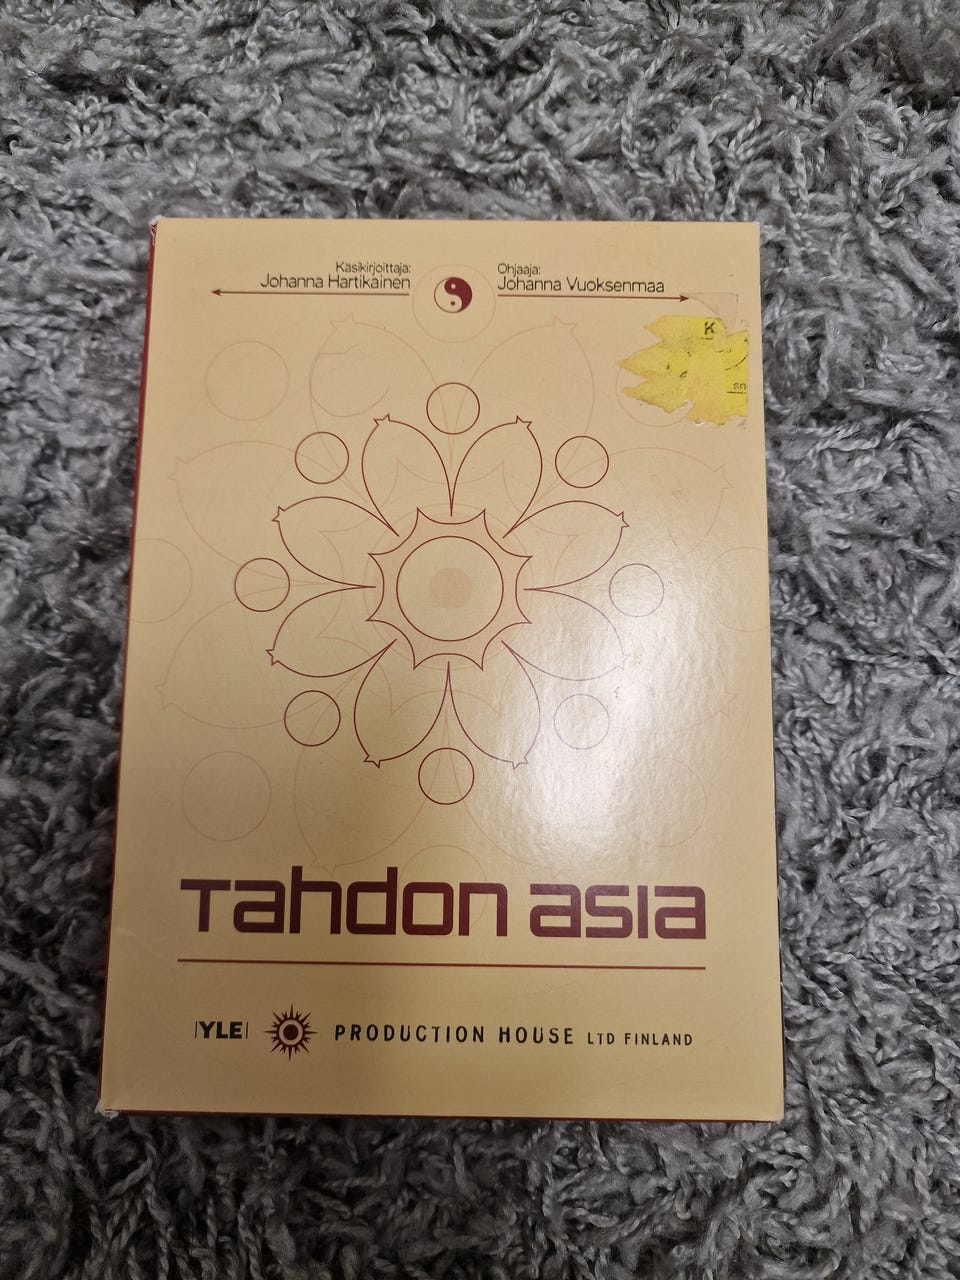 Käsikirjoittaja:
Johanna Hartikainen
Ohjaaja:
Johanna Vuoksenmaa
K
Tahdon asia
YLE
PRODUCTION HOUSE LTD FINLAND